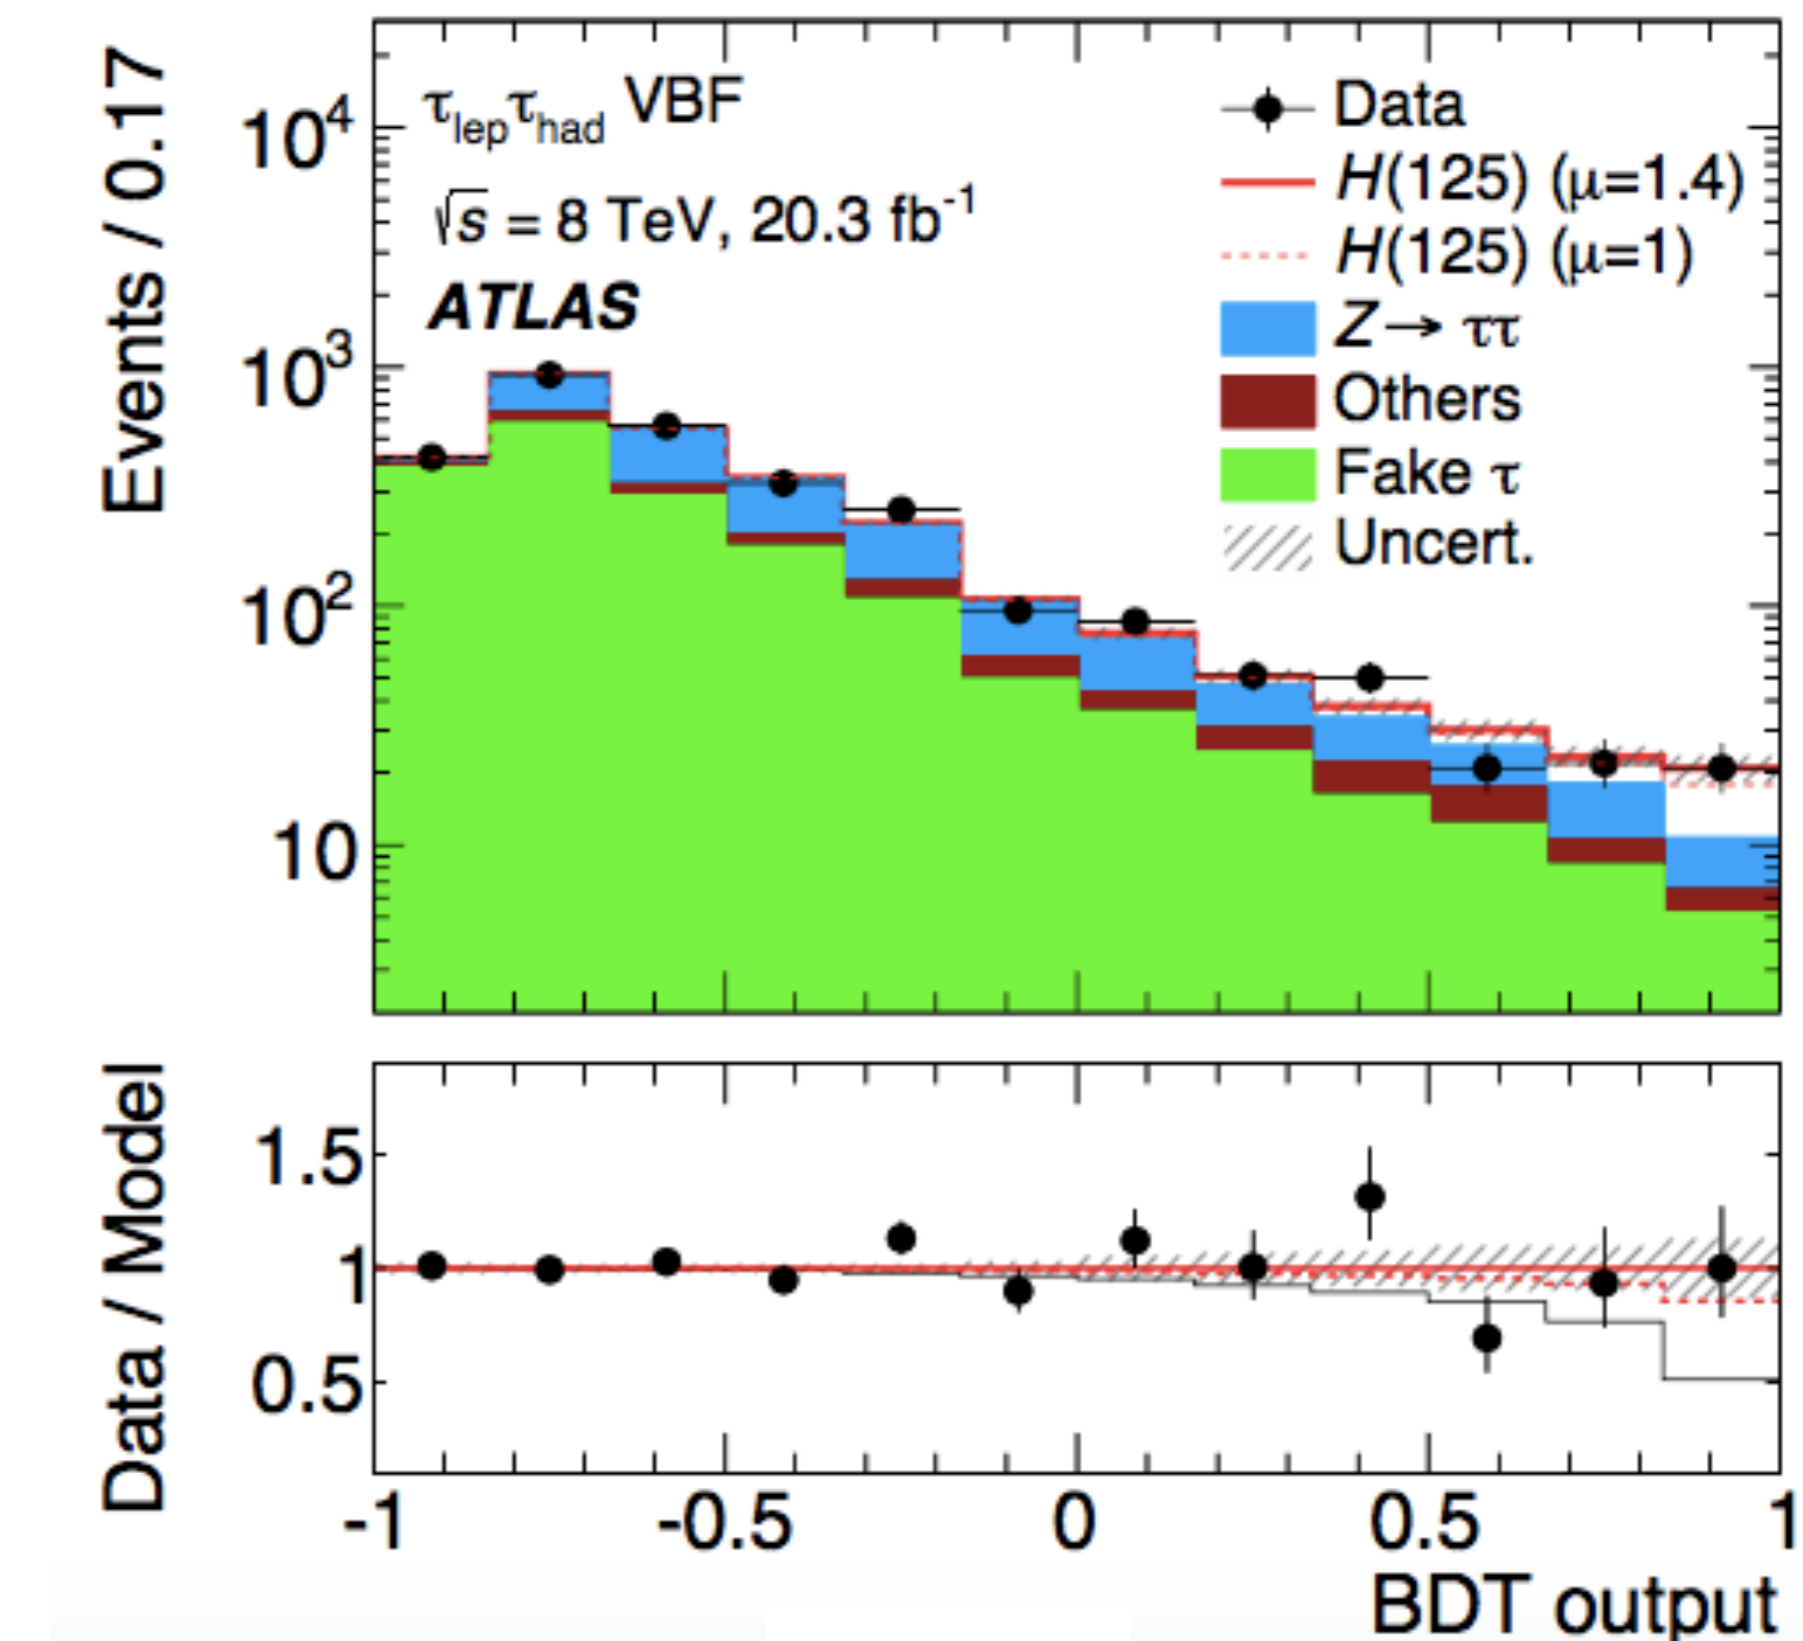 Events / 0.17
10⁴
10³
10²
10
τ_lep τ_had VBF
√s = 8 TeV, 20.3 fb⁻¹
ATLAS
Data
H(125) (μ=1.4)
H(125) (μ=1)
Z → ττ
Others
Fake τ
Uncert.
Data / Model
1.5
1
0.5
-1 -0.5 0 0.5 1
BDT output